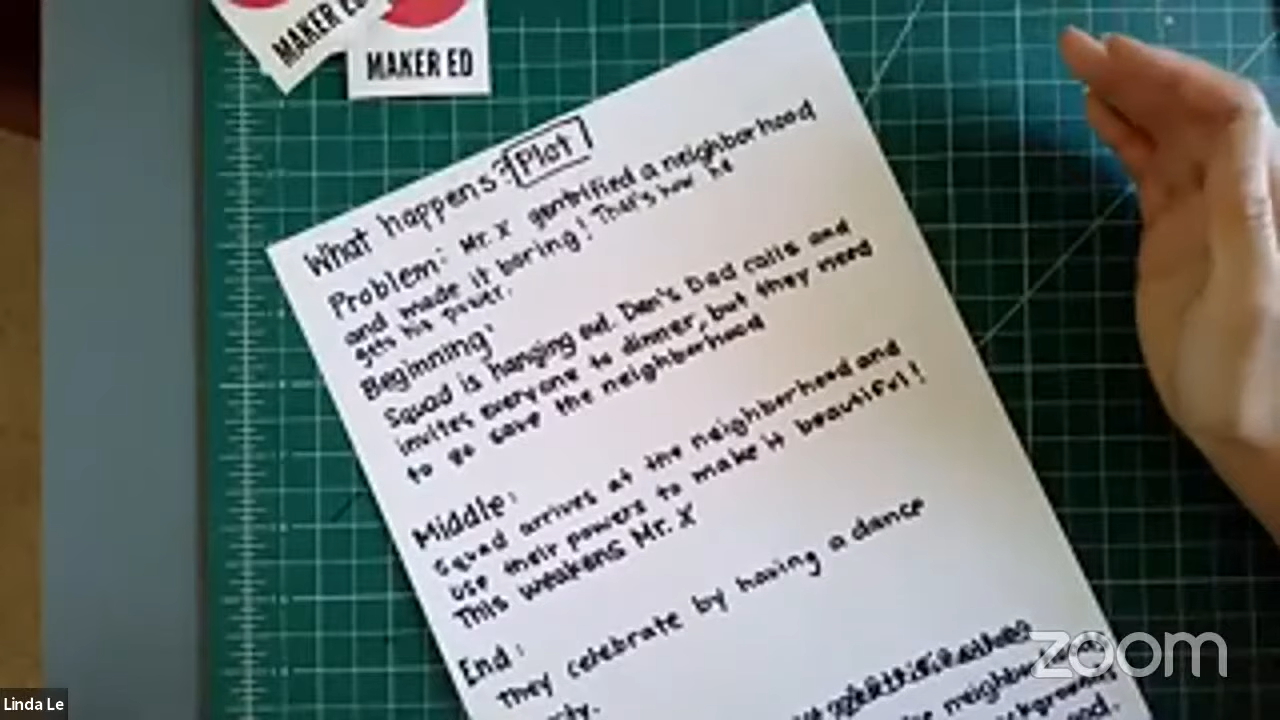 MAKER ED
MAKER ED
What happens? Plot
Problem: Mr. X gentrified a neighborhood
and made it boring! That's how he
gets his power.
Beginning:
Squad is hanging out. Dan's Dad calls and
invites everyone to dinner, but they need
to go save the neighborhood
Middle:
Squad arrives at the neighborhood and
use their powers to make it beautiful!
This weakens Mr. X
End:
They celebrate by having a dance
zoom
Linda Le